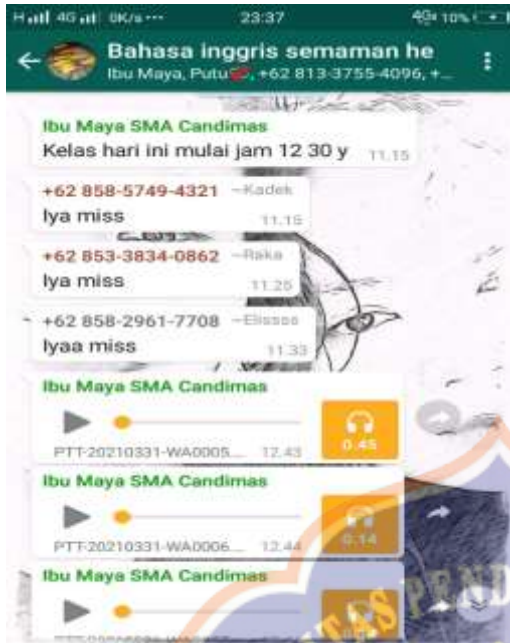 23:37
Bahasa inggris semaman he
Ibu Maya, Putu, +62 813-3755-4096, +...
Ibu Maya SMA Candimas
Kelas hari ini mulai jam 12 30 y 11.15
+62 858-5749-4321 ~Kadek
Iya miss 11.15
+62 853-3834-0862 ~Raka
Iya miss 11.25
+62 858-2961-7708 ~Elissos
Iyaa miss 11.33
Ibu Maya SMA Candimas
0.45
PTT-20210331-WA0005... 12.43
Ibu Maya SMA Candimas
0.14
PTT-20210331-WA0006... 12.44
Ibu Maya SMA Candimas